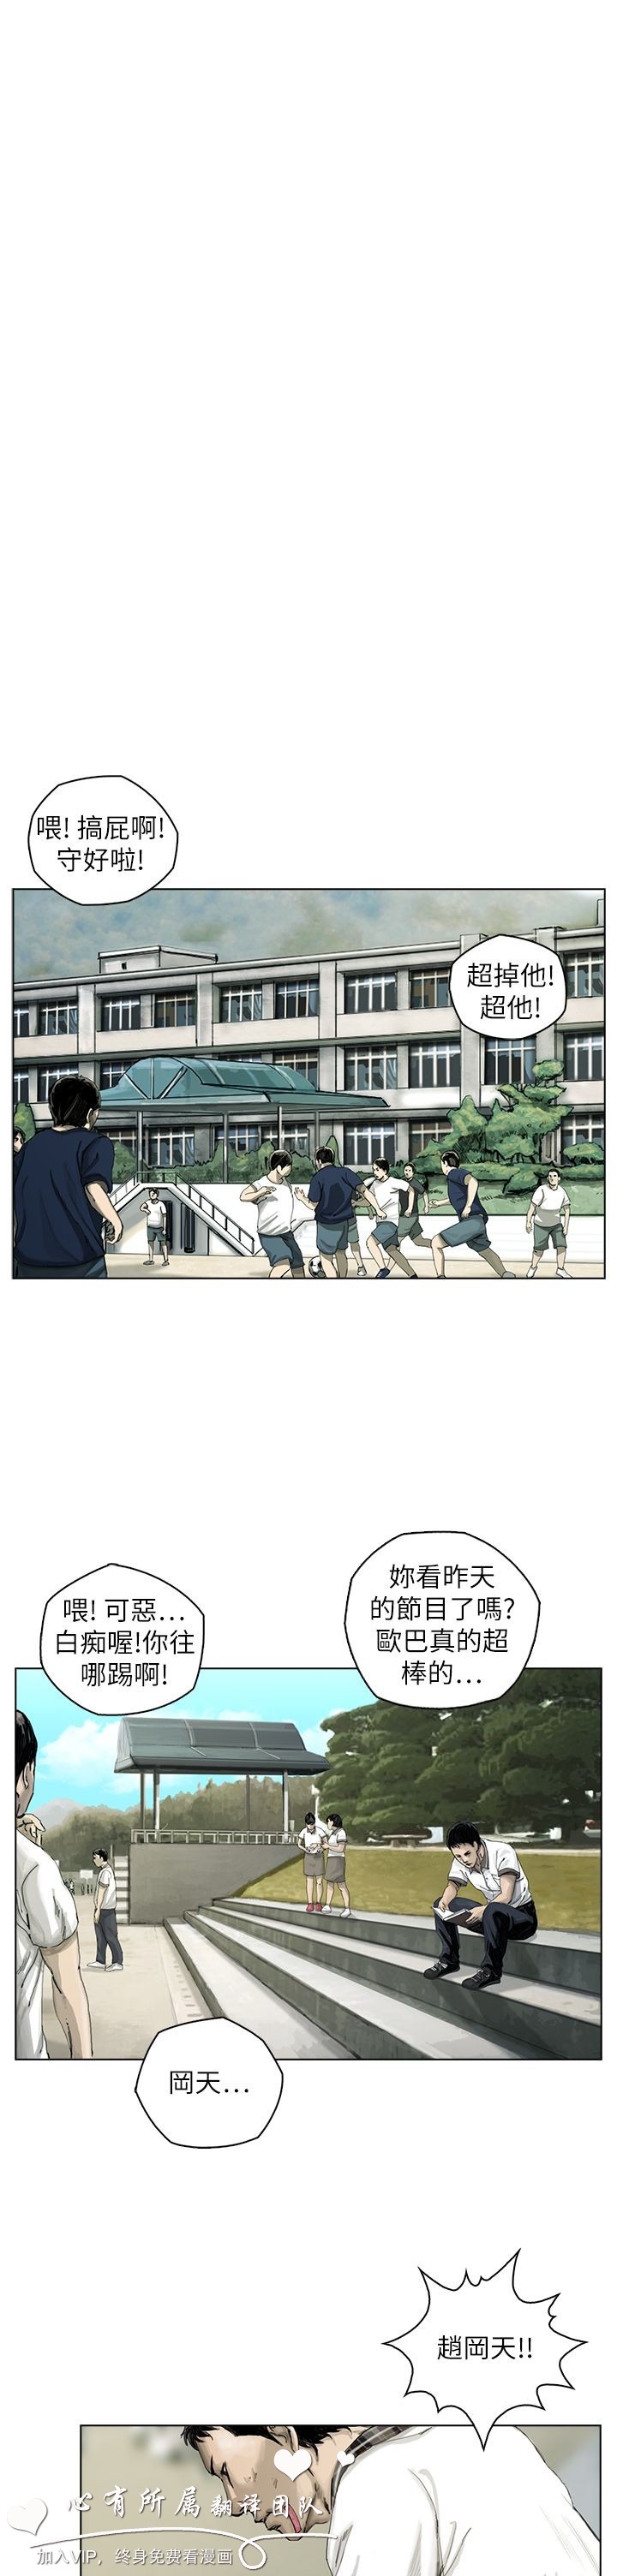 喂! 搞屁啊!
守好啦!
超掉他!
超他!
妳看昨天
的節目了嗎?
歐巴真的超
棒的...
喂! 可惡...
白痴喔!你往
哪踢啊!
岡天...
趙岡天!!
心有所属翻译团队
加入VIP，终身免费看漫画